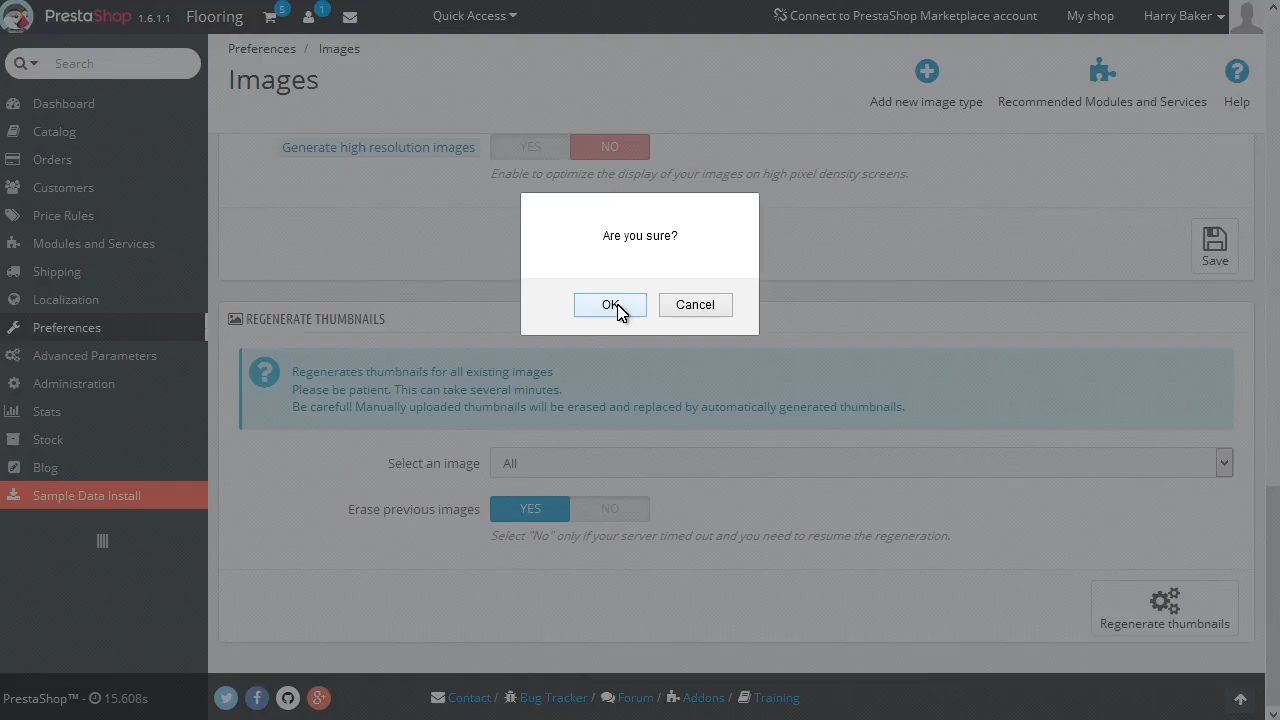 PrestaShop 1.6.1.1 Flooring 5 1 Quick Access Connect to PrestaShop Marketplace account My shop Harry Baker
Search
Dashboard
Catalog
Orders
Customers
Price Rules
Modules and Services
Shipping
Localization
Preferences
Advanced Parameters
Administration
Stats
Stock
Blog
Sample Data Install
PrestaShop™ - 15.608s
Preferences / Images
Images
Add new image type
Recommended Modules and Services
Help
Generate high resolution images YES NO
Enable to optimize the display of your images on high pixel density screens.
Save
Are you sure?
OK Cancel
REGENERATE THUMBNAILS
Regenerates thumbnails for all existing images
Please be patient. This can take several minutes.
Be careful! Manually uploaded thumbnails will be erased and replaced by automatically generated thumbnails.
Select an image All
Erase previous images YES NO
Select "No" only if your server timed out and you need to resume the regeneration.
Regenerate thumbnails
Contact / Bug Tracker / Forum / Addons / Training